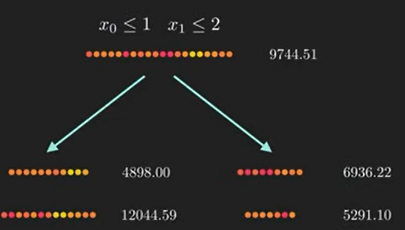 x₀ ≤ 1 x₁ ≤ 2
9744.51
4898.00 6936.22
12044.59 5291.10